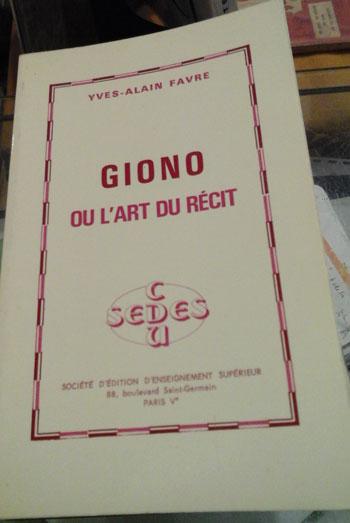 YVES-ALAIN FAVRE
GIONO
OU L'ART DU RÉCIT
CDU
SEDES
SOCIÉTÉ D'ÉDITION D'ENSEIGNEMENT SUPÉRIEUR
88, boulevard Saint-Germain
PARIS Vᵉ